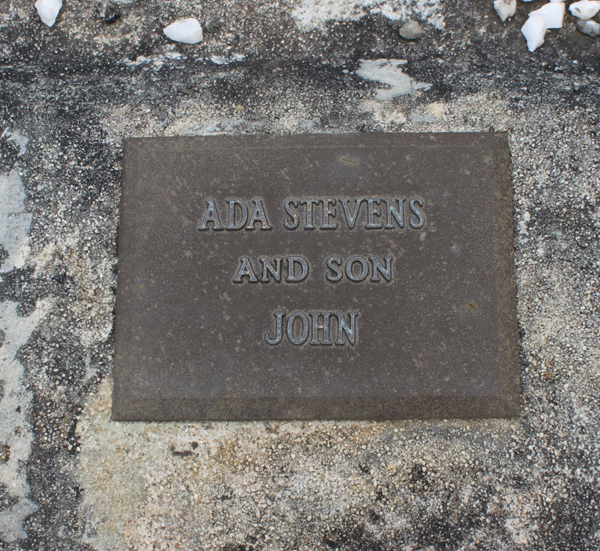 ADA STEVENS
AND SON
JOHN